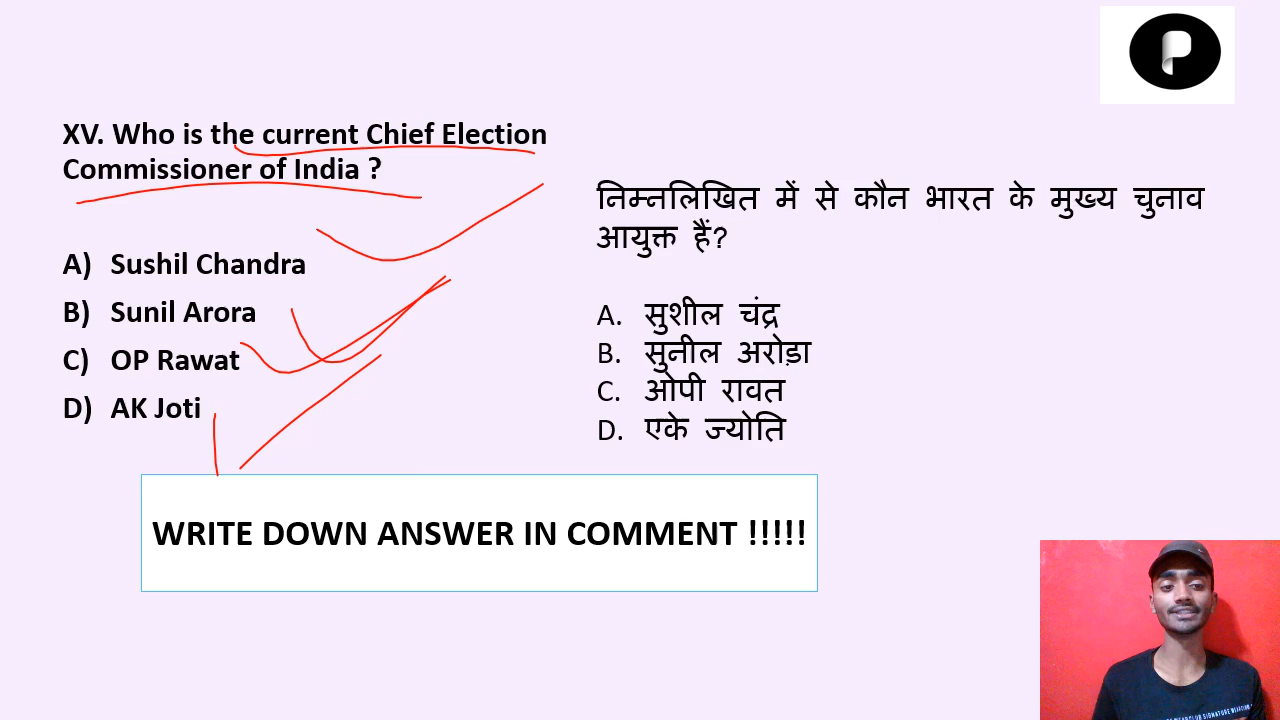 XV. Who is the current Chief Election
Commissioner of India ?
A) Sushil Chandra
B) Sunil Arora
C) OP Rawat
D) AK Joti
निम्नलिखित में से कौन भारत के मुख्य चुनाव
आयुक्त हैं?
A. सुशील चंद्र
B. सुनील अरोड़ा
C. ओपी रावत
D. एके ज्योति
WRITE DOWN ANSWER IN COMMENT !!!!!
P